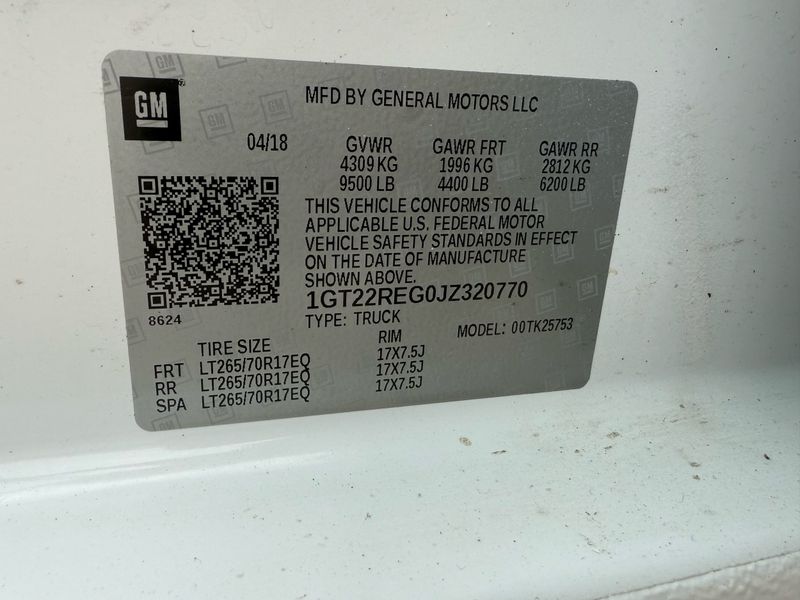 GM
MFD BY GENERAL MOTORS LLC
04/18 GVWR GAWR FRT GAWR RR
4309 KG 1996 KG 2812 KG
9500 LB 4400 LB 6200 LB
THIS VEHICLE CONFORMS TO ALL
APPLICABLE U.S. FEDERAL MOTOR
VEHICLE SAFETY STANDARDS IN EFFECT
ON THE DATE OF MANUFACTURE
SHOWN ABOVE.
1GT22REG0JZ320770
8624
TYPE: TRUCK MODEL: 00TK25753
TIRE SIZE RIM
FRT LT265/70R17EQ 17X7.5J
RR LT265/70R17EQ 17X7.5J
SPA LT265/70R17EQ 17X7.5J